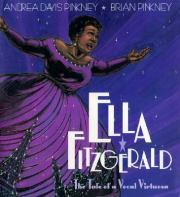 ANDREA DAVIS PINKNEY · BRIAN PINKNEY
ELLA
FITZGERALD
The Tale of a Vocal Virtuosa